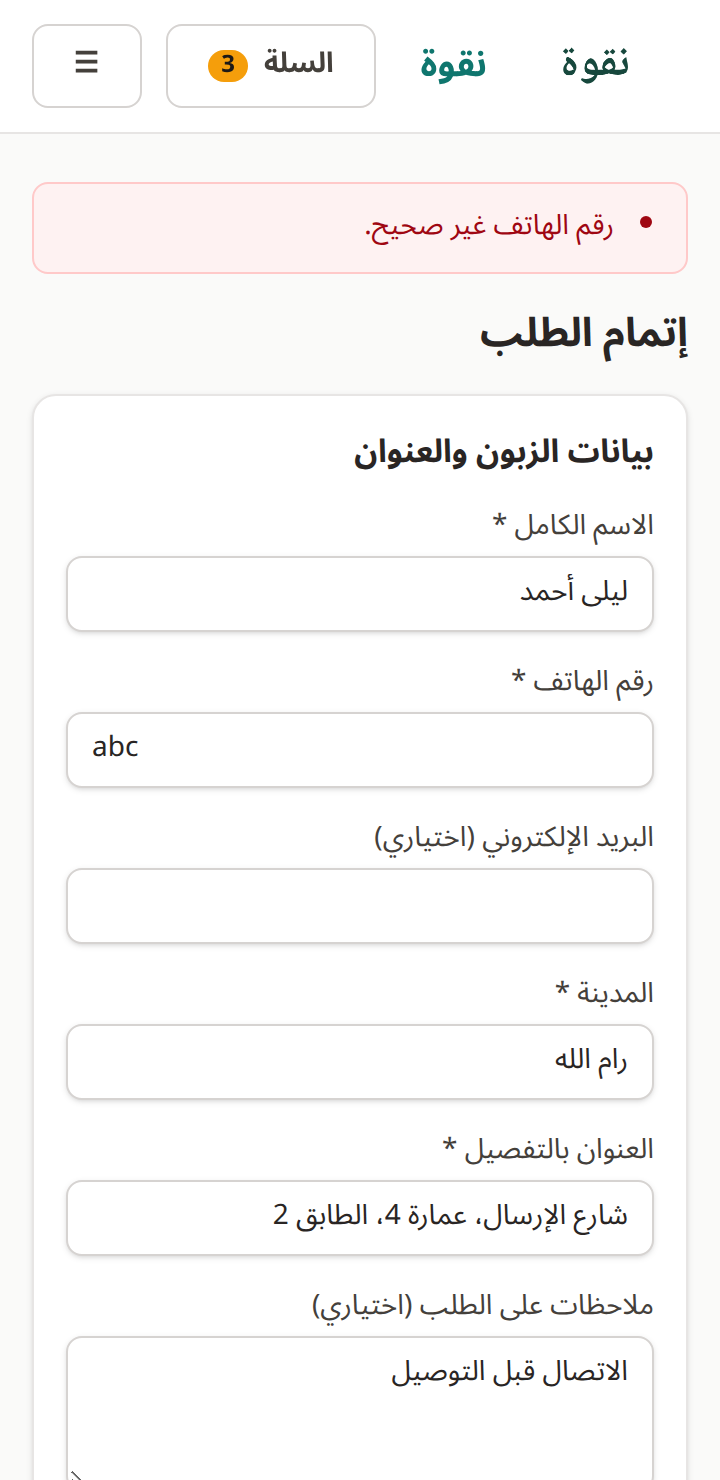 نقوة
نقوة
السلة 3
☰
رقم الهاتف غير صحيح.
إتمام الطلب
بيانات الزبون والعنوان
الاسم الكامل *
ليلى أحمد
رقم الهاتف *
abc
البريد الإلكتروني (اختياري)
المدينة *
رام الله
العنوان بالتفصيل *
شارع الإرسال، عمارة 4، الطابق 2
ملاحظات على الطلب (اختياري)
الاتصال قبل التوصيل